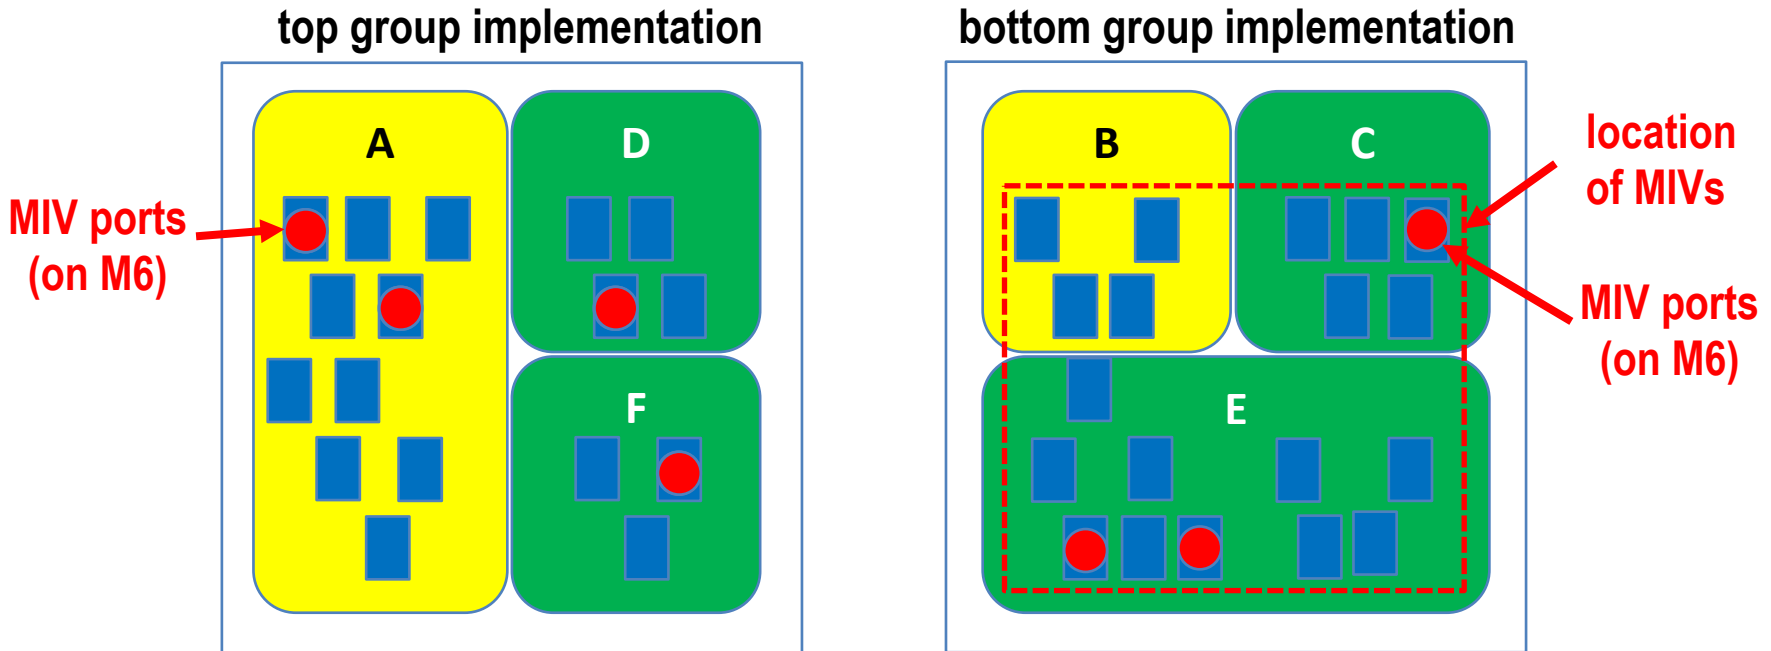 top group implementation
bottom group implementation
A
D
B
C
location
of MIVs
MIV ports
(on M6)
MIV ports
(on M6)
F
E